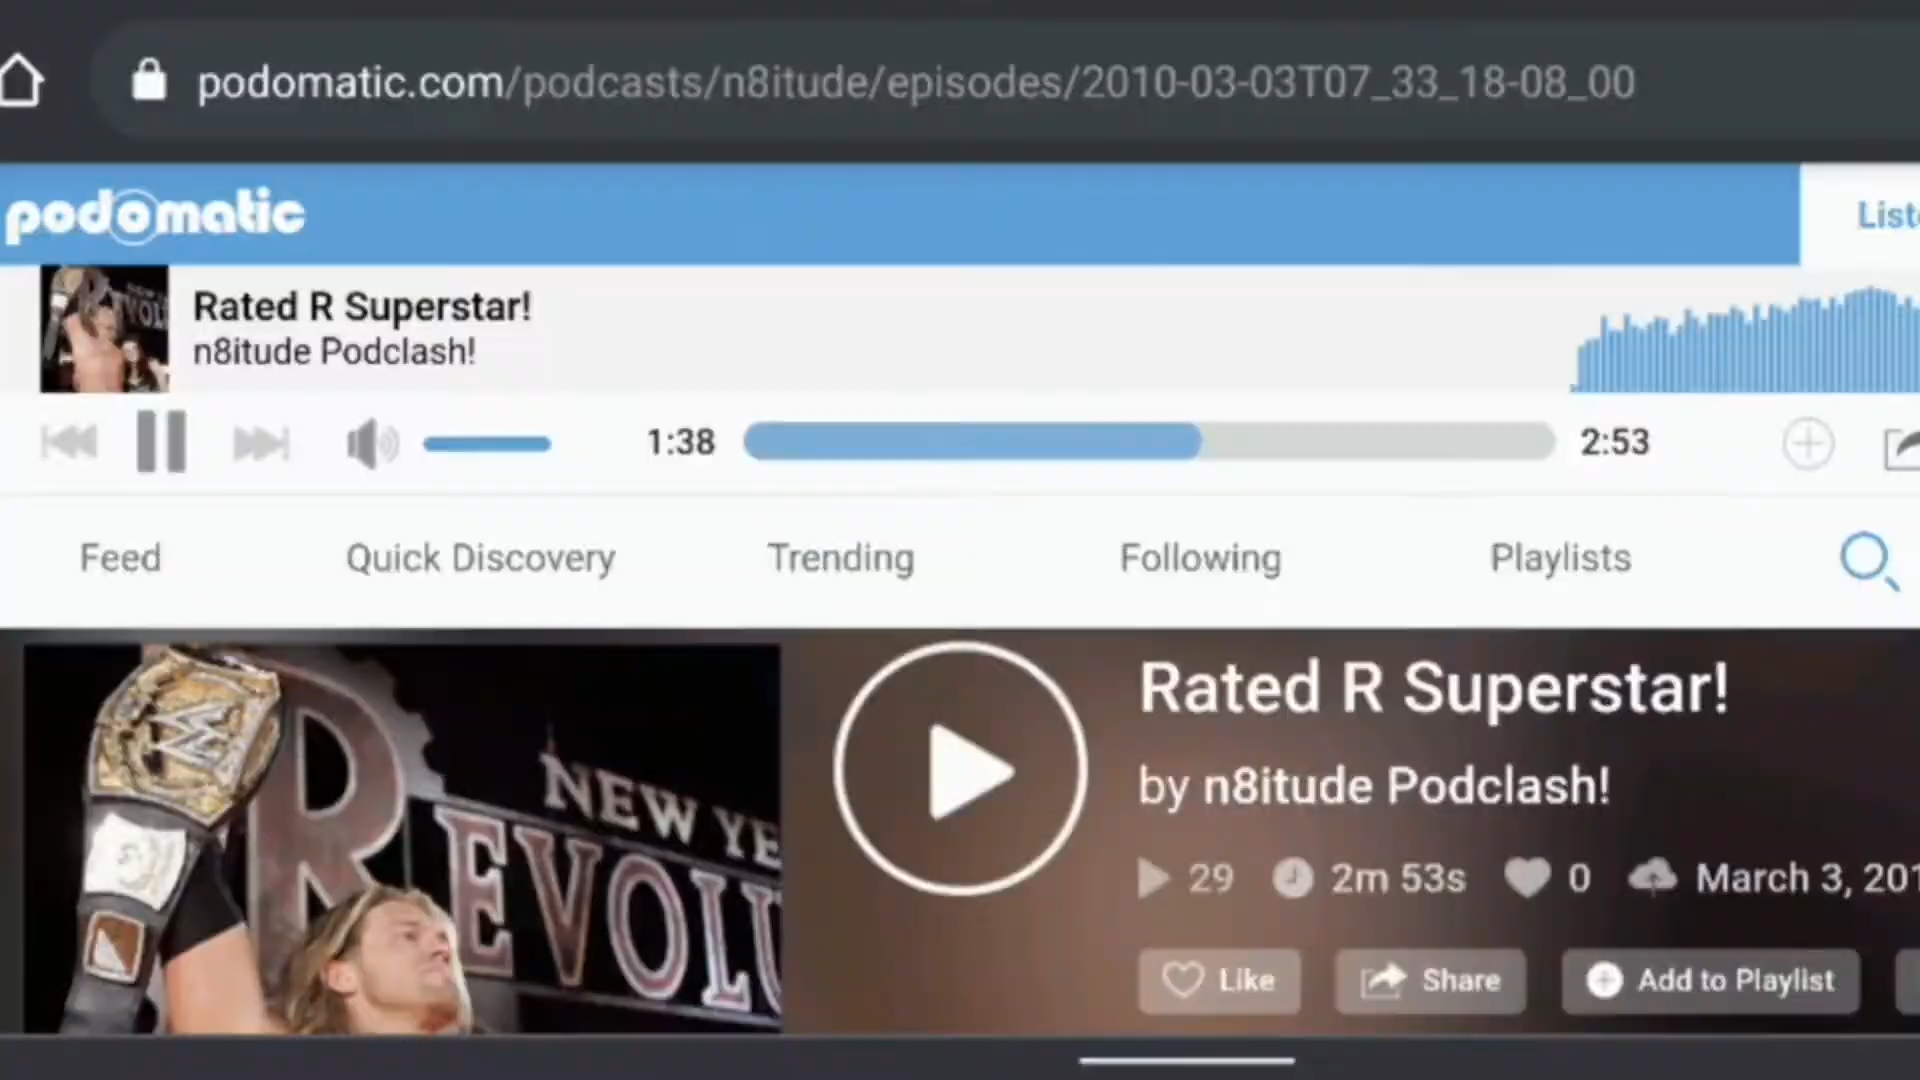 podomatic.com/podcasts/n8itude/episodes/2010-03-03T07_33_18-08_00
podomatic
Rated R Superstar!
n8itude Podclash!
1:38
2:53
Feed
Quick Discovery
Trending
Following
Playlists
NEW YE
REVOLU
Rated R Superstar!
by n8itude Podclash!
29
2m 53s
0
March 3, 201
Like
Share
Add to Playlist